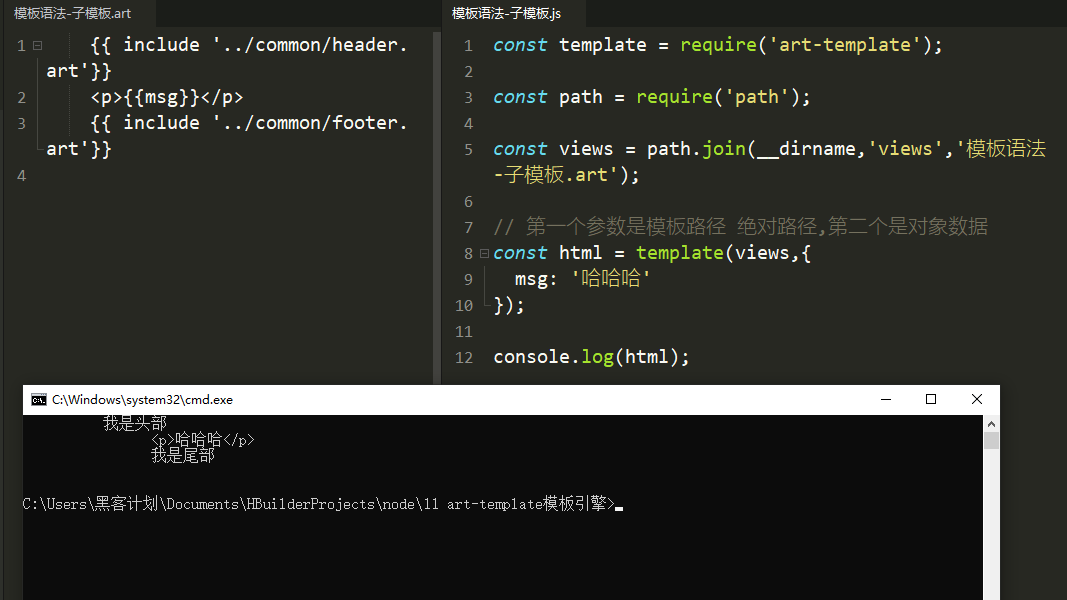 模板语法-子模板.art
1 {{ include '../common/header.
art'}}
2 <p>{{msg}}</p>
3 {{ include '../common/footer.
art'}}
4
模板语法-子模板.js
1 const template = require('art-template');
2
3 const path = require('path');
4
5 const views = path.join(__dirname,'views','模板语法
-子模板.art');
6
7 // 第一个参数是模板路径 绝对路径,第二个是对象数据
8 const html = template(views,{
9 msg: '哈哈哈'
10 });
11
12 console.log(html);
C:\Windows\system32\cmd.exe
我是头部
<p>哈哈哈</p>
我是尾部
C:\Users\黑客计划\Documents\HBuilderProjects\node\11 art-template模板引擎>